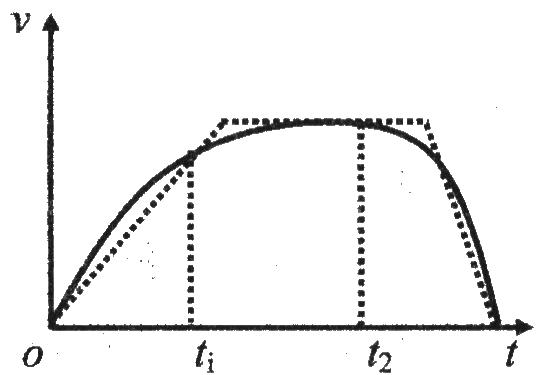 v
o t₁ t₂ t